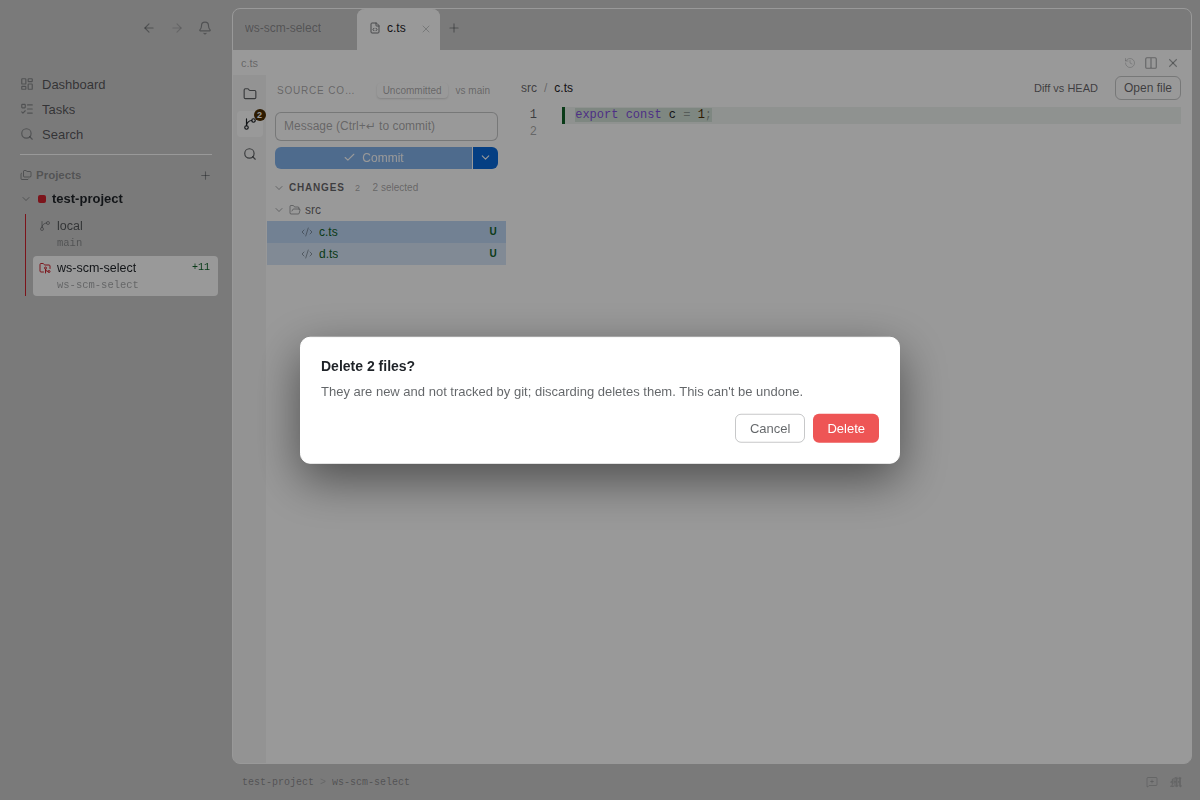 ws-scm-select
c.ts
c.ts
Dashboard
Tasks
Search
Projects
test-project
local
main
ws-scm-select +11
ws-scm-select
SOURCE CO... Uncommitted vs main
2
Message (Ctrl+↵ to commit)
Commit
CHANGES 2 2 selected
src
c.ts U
d.ts U
src / c.ts Diff vs HEAD Open file
1 export const c = 1;
2
Delete 2 files?
They are new and not tracked by git; discarding deletes them. This can't be undone.
Cancel Delete
test-project > ws-scm-select